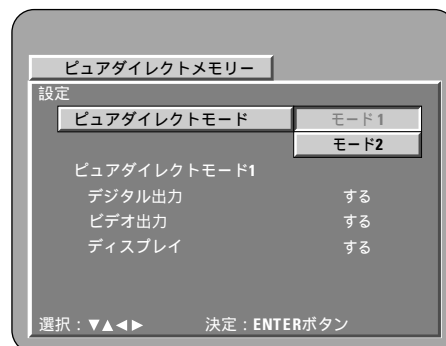 ピュアダイレクトメモリー
設定
ピュアダイレクトモード モード1
モード2
ピュアダイレクトモード1
デジタル出力 する
ビデオ出力 する
ディスプレイ する
選択：▼▲◀▶ 決定：ENTERボタン